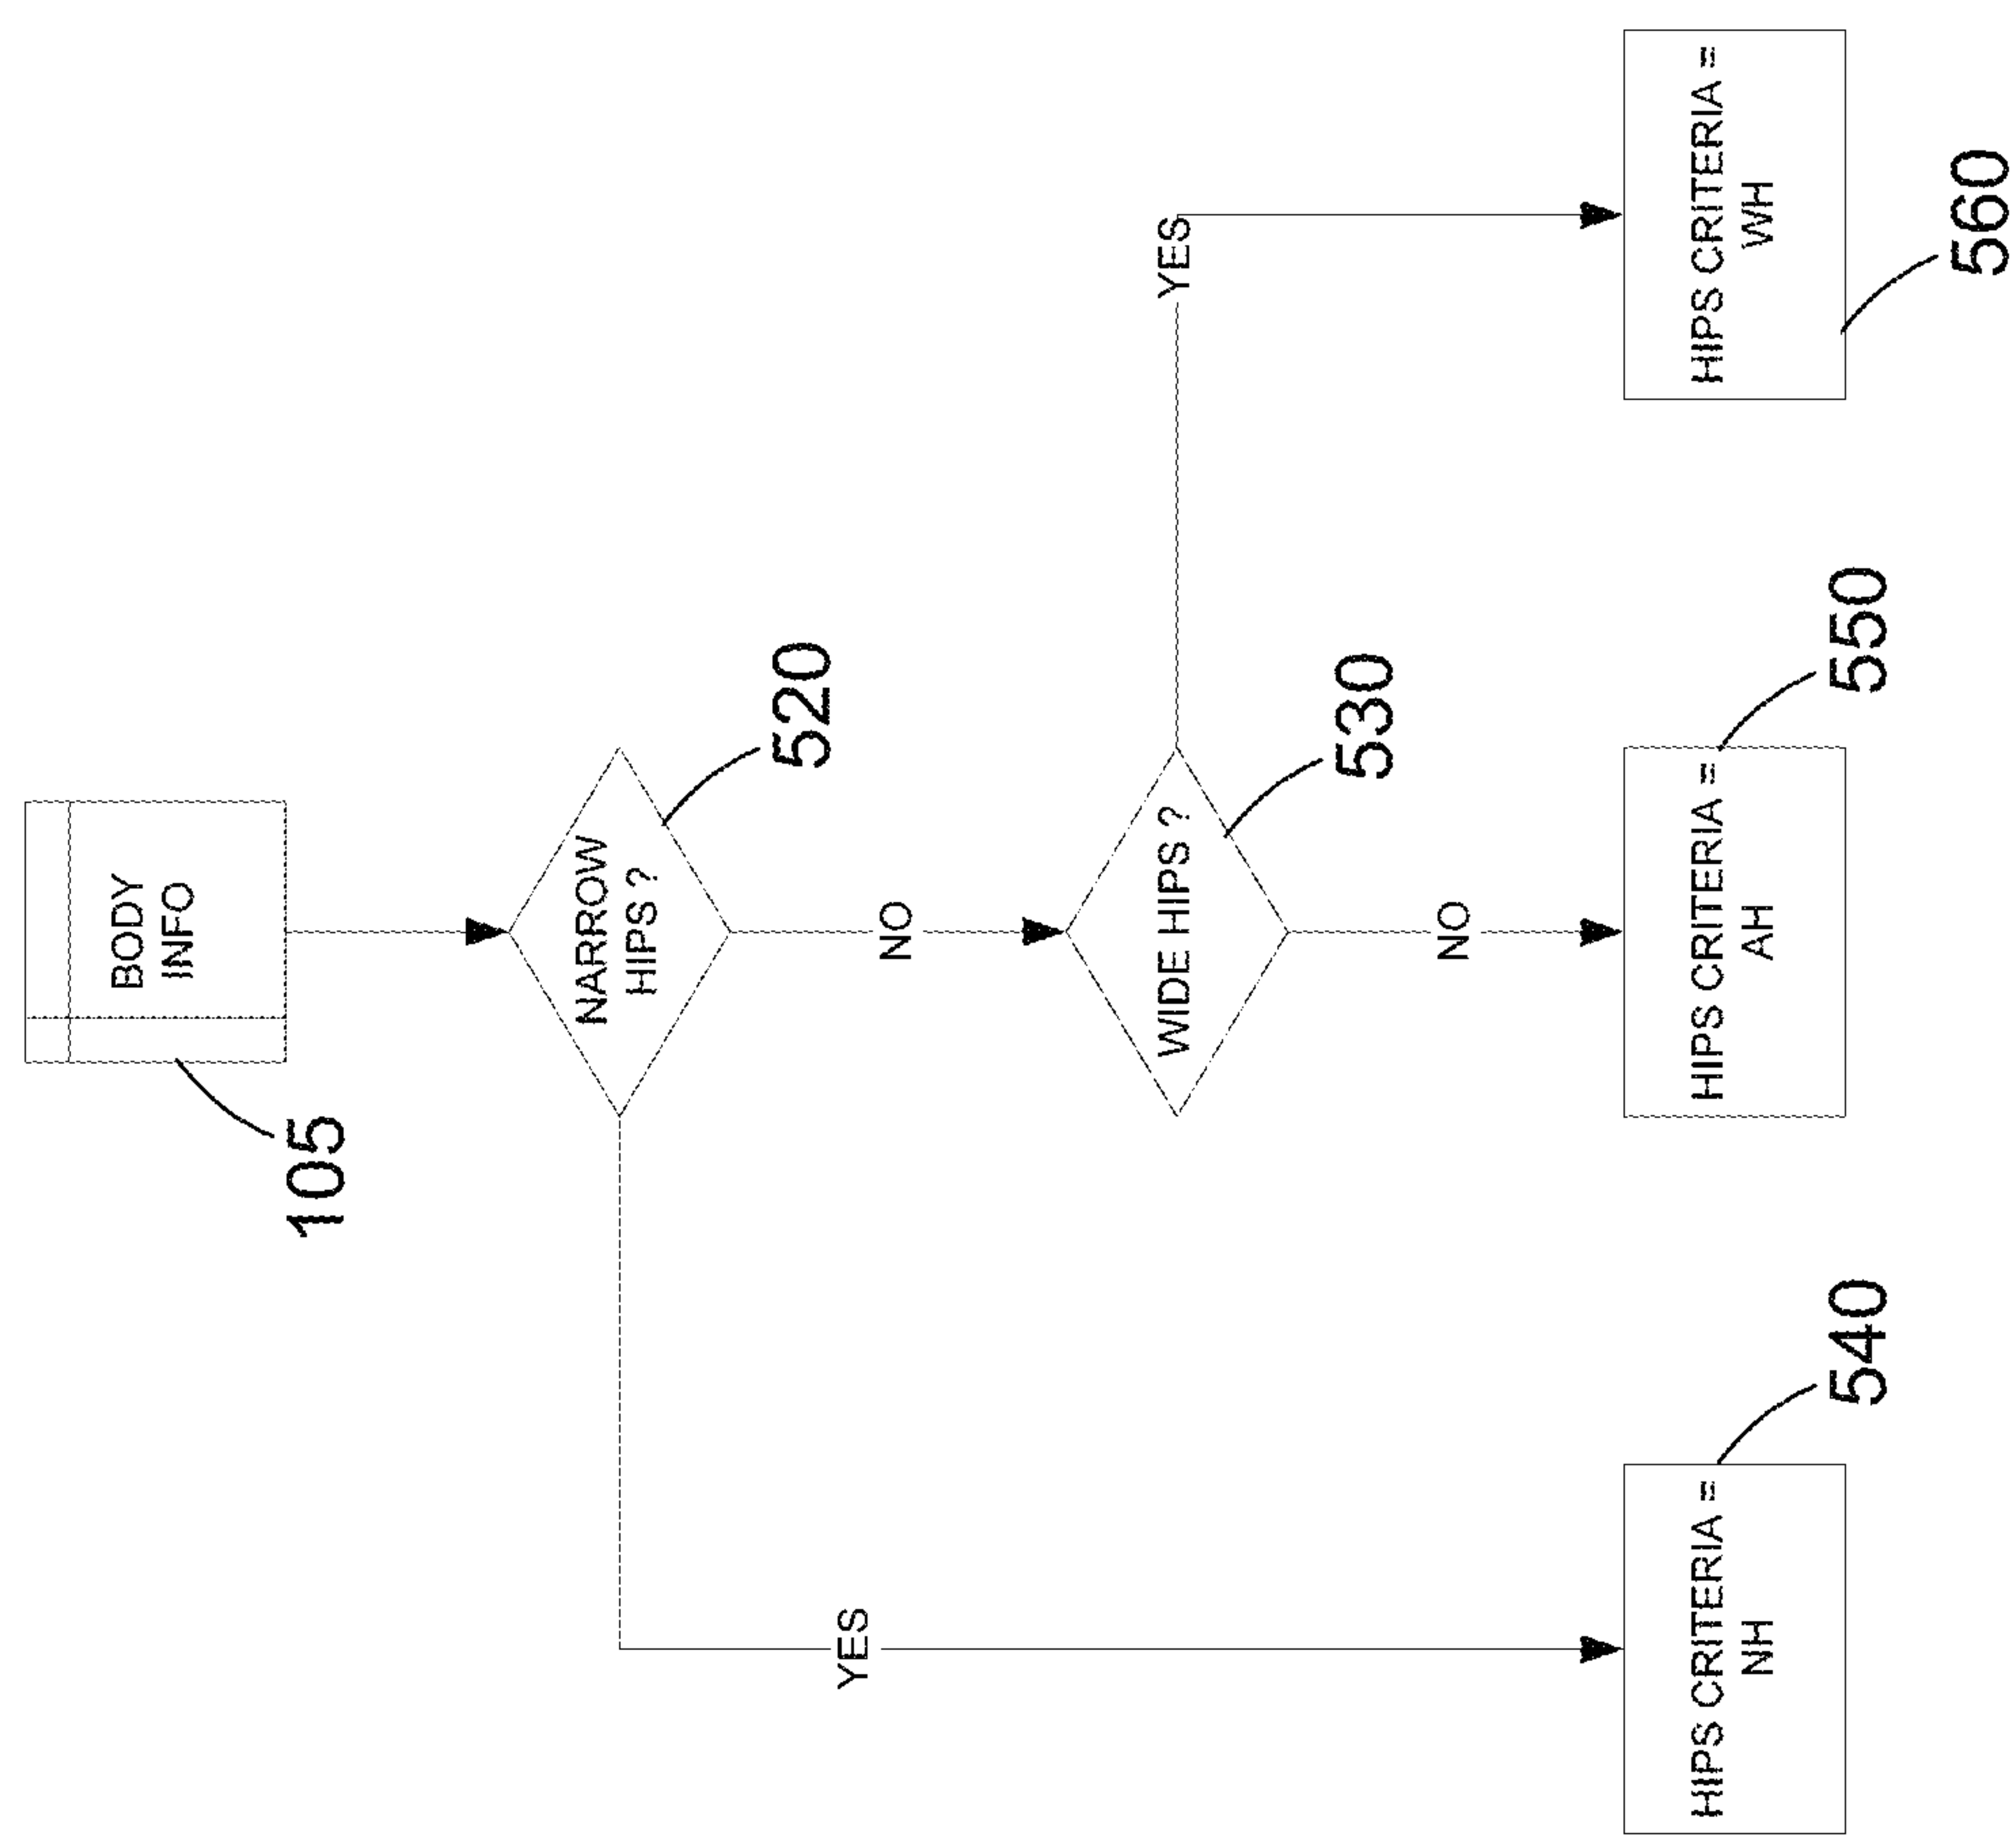 BODY
INFO
105
NARROW
HIPS ?
520
YES
NO
WIDE HIPS ?
530
YES
NO
HIPS CRITERIA =
NH
540
HIPS CRITERIA =
AH
550
HIPS CRITERIA =
WH
560